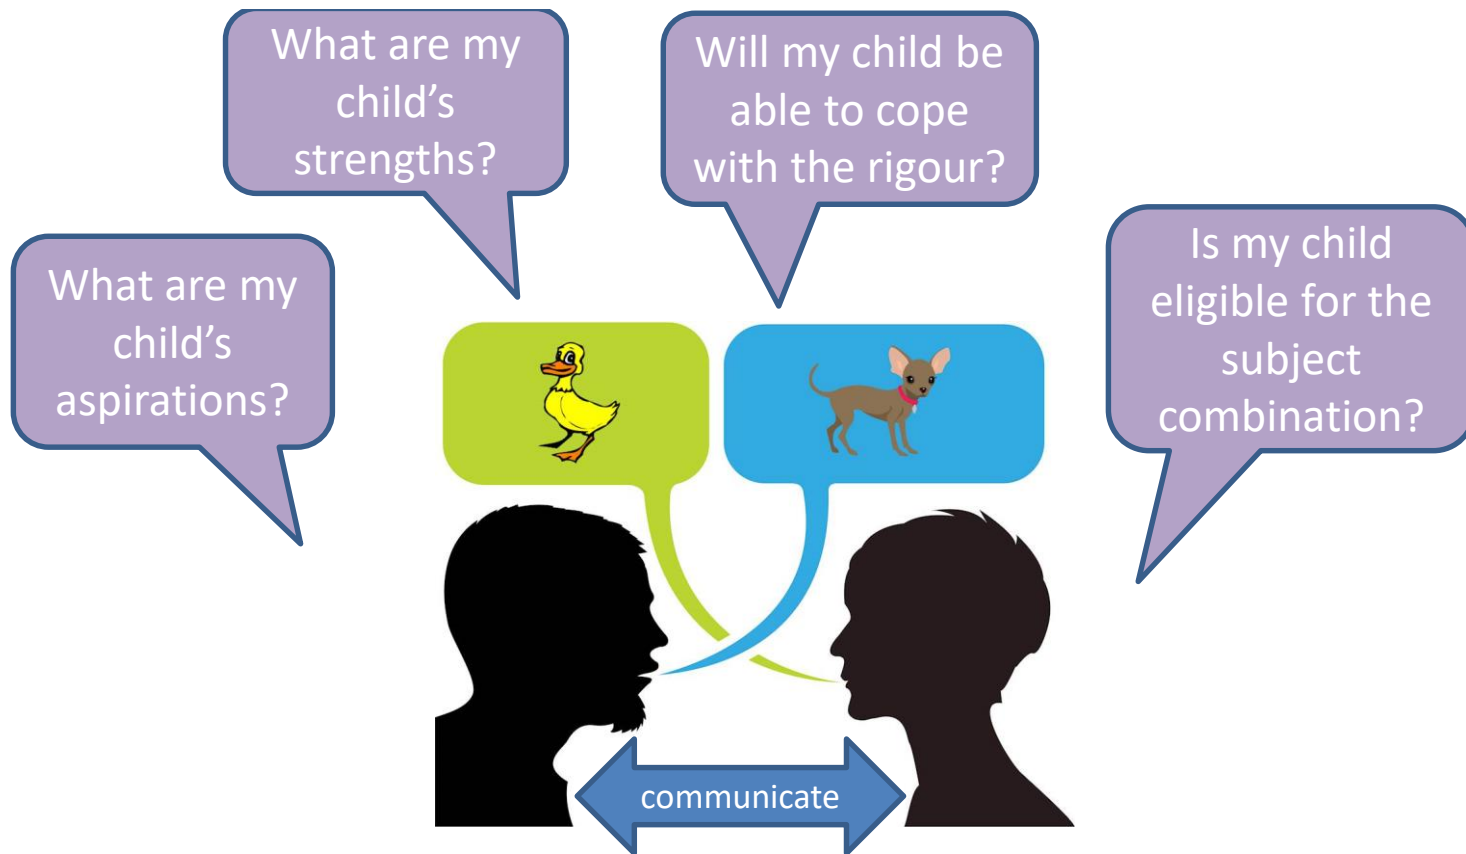 What are my
child’s
strengths?
Will my child be
able to cope
with the rigour?
What are my
child’s
aspirations?
Is my child
eligible for the
subject
combination?
communicate